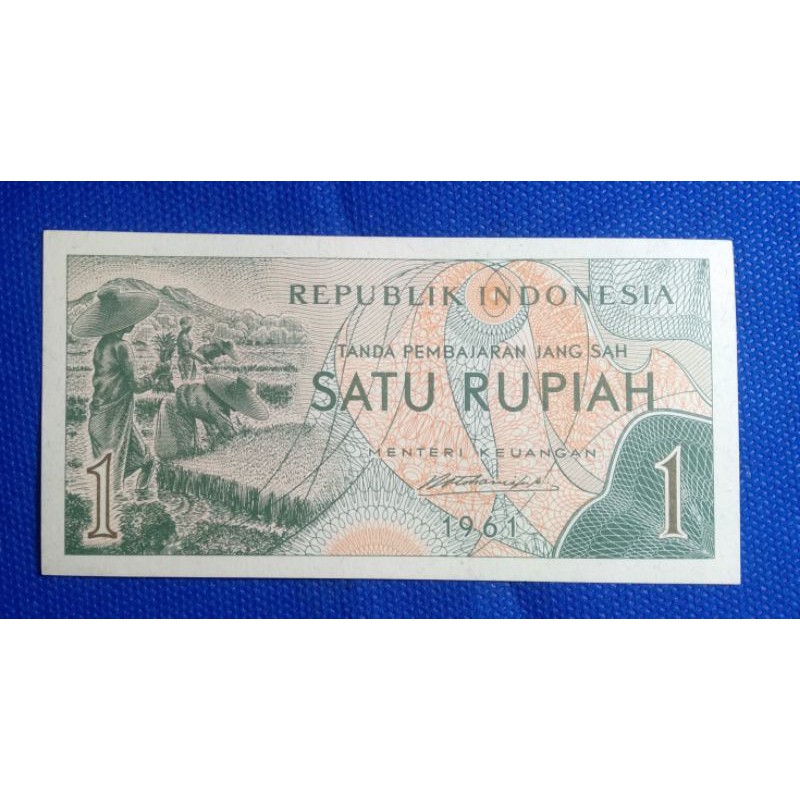 REPUBLIK INDONESIA
TANDA PEMBAJARAN JANG SAH
SATU RUPIAH
MENTERI KEUANGAN
1961
1
1